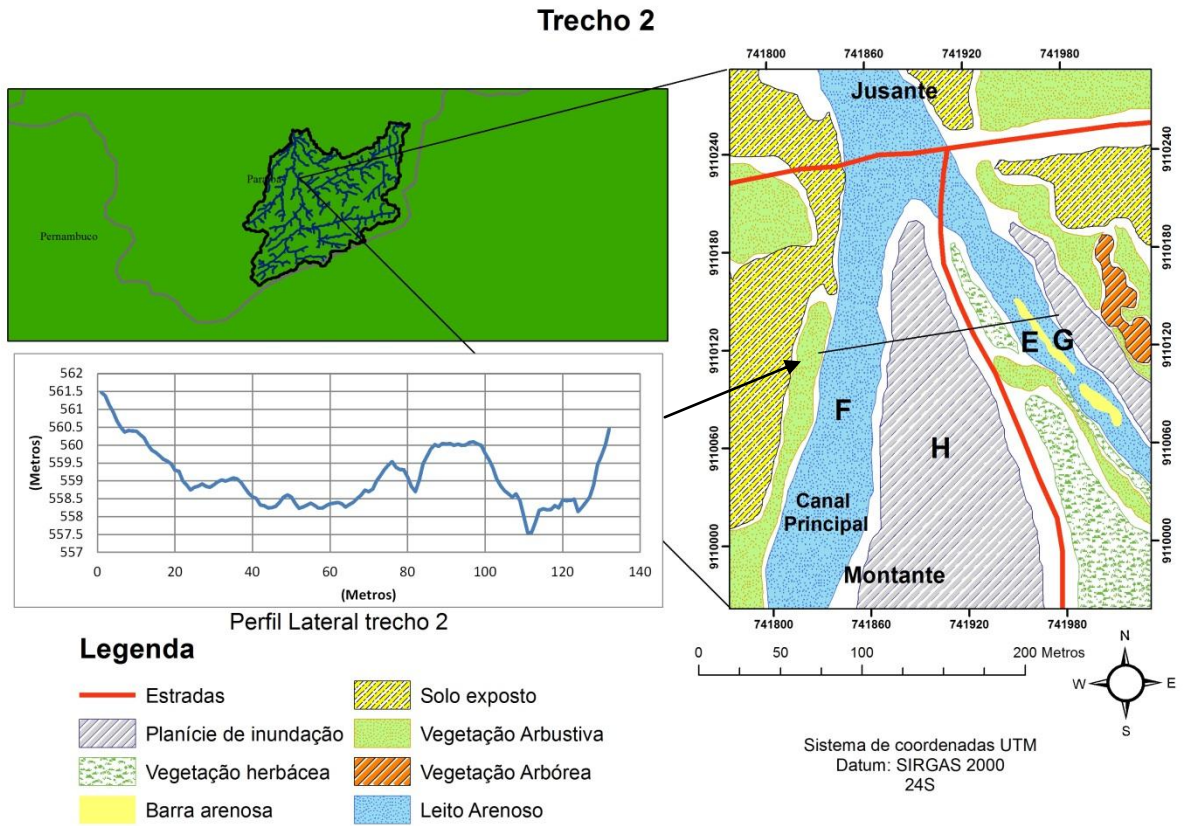 Trecho 2
Pernambuco
562
561.5
561
560.5
560
559.5
559
558.5
558
557.5
557
(Metros)
0 20 40 60 80 100 120 140
(Metros)
Perfil Lateral trecho 2
741800 741860 741920 741980
9110240
9110180
9110120
9110060
9110000
Jusante
E G
F
H
Canal
Principal
Montante
9110240
9110180
9110120
9110060
9110000
741800 741860 741920 741980
0 50 100 200 Metros
N
W E
S
Sistema de coordenadas UTM
Datum: SIRGAS 2000
24S
Legenda
Estradas
Planície de inundação
Vegetação herbácea
Barra arenosa
Solo exposto
Vegetação Arbustiva
Vegetação Arbórea
Leito Arenoso